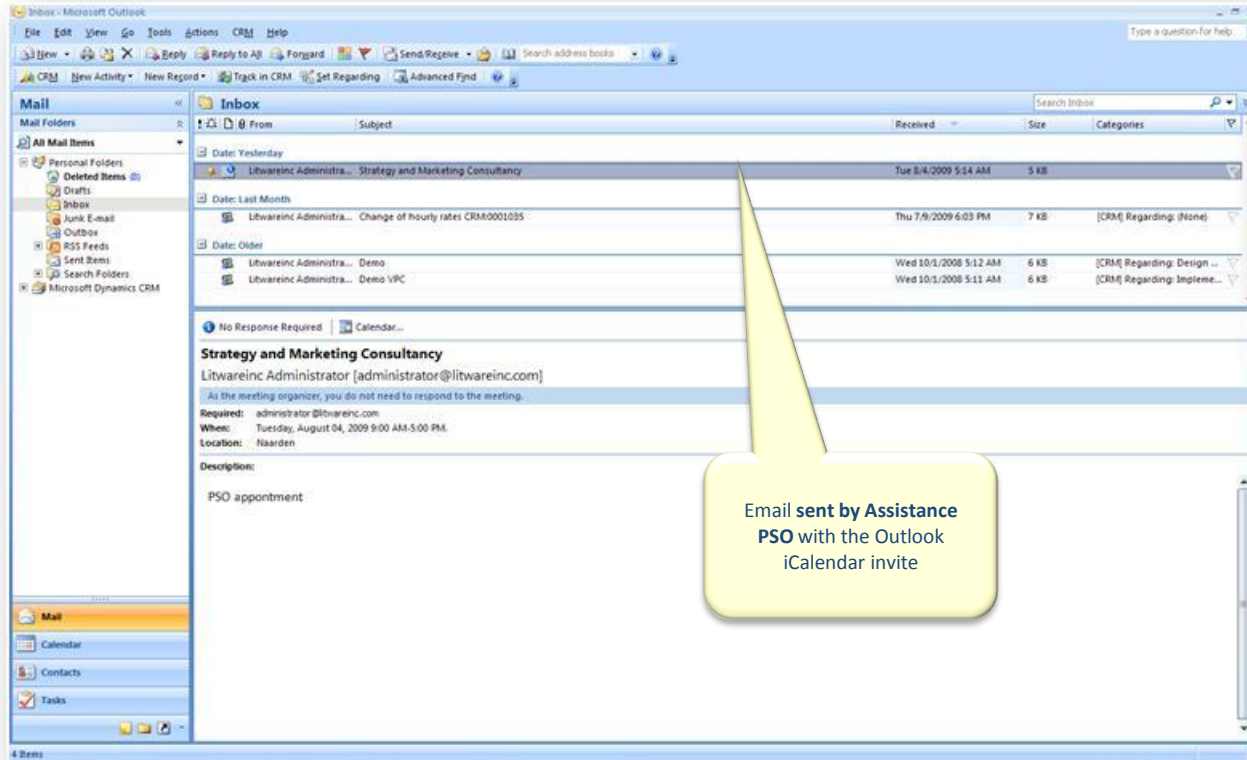 Inbox - Microsoft Outlook
File Edit View Go Tools Actions CRM Help
Type a question for help
New Reply Reply to All Forward Send/Receive Search address books
CRM New Activity New Record Track in CRM Set Regarding Advanced Find
Mail
Inbox
Search Inbox
Mail Folders
! From Subject Received Size Categories
All Mail Items
Date: Yesterday
Personal Folders
Litwareinc Administra... Strategy and Marketing Consultancy Tue 8/4/2009 5:14 AM 5 KB
Deleted Items
Drafts
Date: Last Month
Inbox
Litwareinc Administra... Change of hourly rates CRM:0001035 Thu 7/9/2009 6:03 PM 7 KB [CRM] Regarding: (None)
Junk E-mail
Outbox
Date: Older
RSS Feeds
Sent Items
Litwareinc Administra... Demo Wed 10/1/2008 5:12 AM 6 KB [CRM] Regarding: Design ...
Search Folders
Litwareinc Administra... Demo VPC Wed 10/1/2008 5:11 AM 6 KB [CRM] Regarding: Impleme...
Microsoft Dynamics CRM
No Response Required Calendar...
Strategy and Marketing Consultancy
Litwareinc Administrator [administrator@litwareinc.com]
As the meeting organizer, you do not need to respond to the meeting.
Required: administrator@litwareinc.com
When: Tuesday, August 04, 2009 9:00 AM-5:00 PM.
Location: Naarden
Description:
PSO appontment
Email sent by Assistance
PSO with the Outlook
iCalendar invite
Mail
Calendar
Contacts
Tasks
4 Items